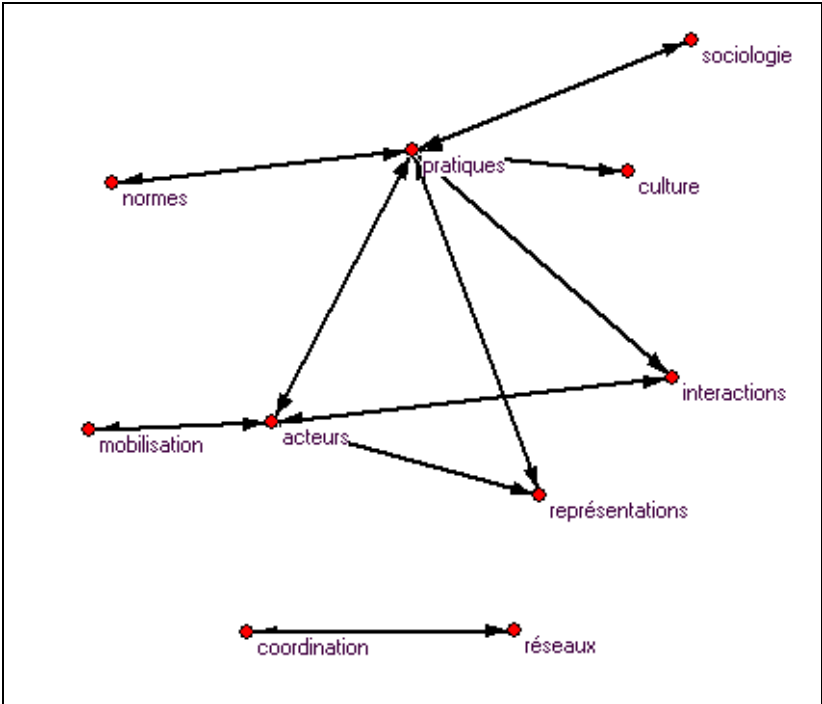 sociologie
pratiques
culture
normes
interactions
acteurs
mobilisation
représentations
coordination
réseaux